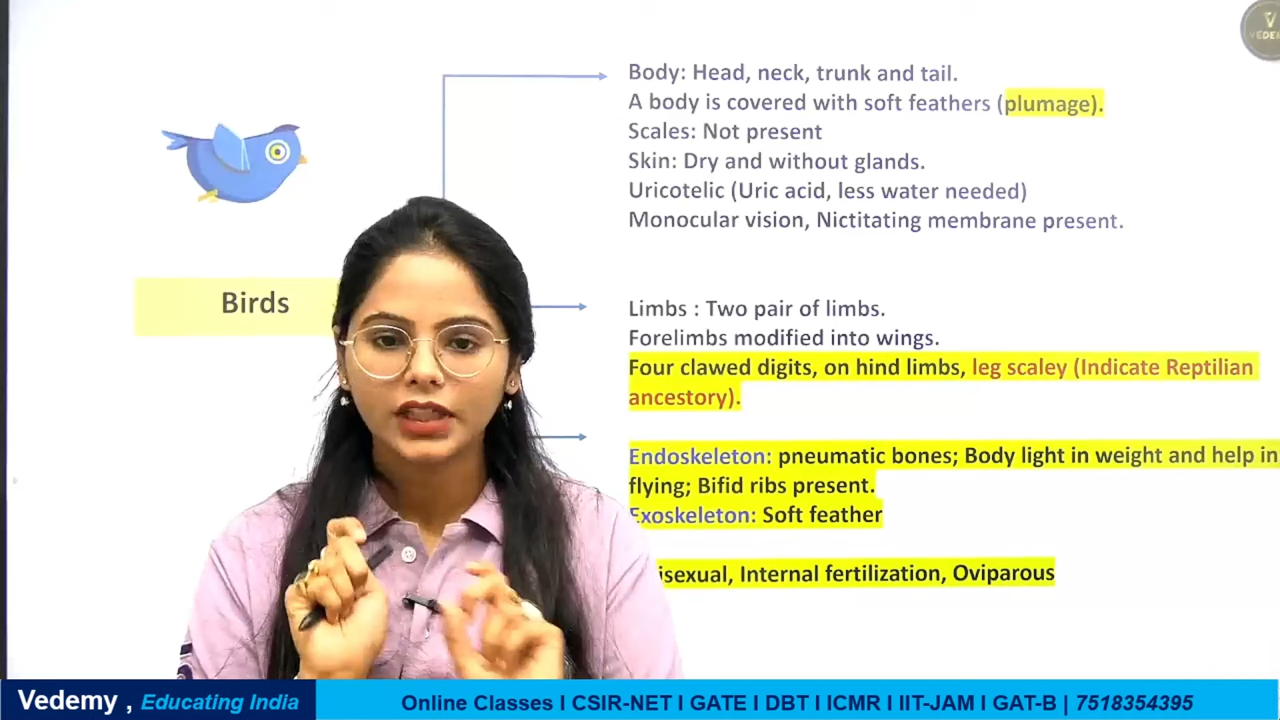 Body: Head, neck, trunk and tail.
A body is covered with soft feathers (plumage).
Scales: Not present
Skin: Dry and without glands.
Uricotelic (Uric acid, less water needed)
Monocular vision, Nictitating membrane present.
Birds
Limbs : Two pair of limbs.
Forelimbs modified into wings.
Four clawed digits, on hind limbs, leg scaley (Indicate Reptilian
ancestory).
Endoskeleton: pneumatic bones; Body light in weight and help in
flying; Bifid ribs present.
Exoskeleton: Soft feather
isexual, Internal fertilization, Oviparous
Vedemy , Educating India
Online Classes I CSIR-NET I GATE I DBT I ICMR I IIT-JAM I GAT-B | 7518354395